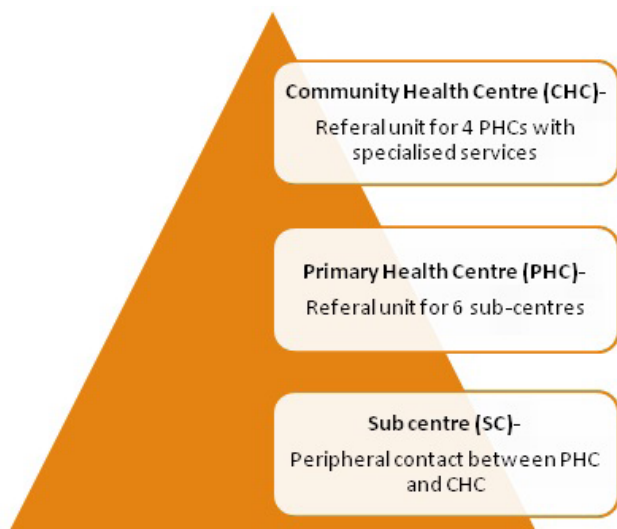 Community Health Centre (CHC)-
Referal unit for 4 PHCs with
specialised services
Primary Health Centre (PHC)-
Referal unit for 6 sub-centres
Sub centre (SC)-
Peripheral contact between PHC
and CHC